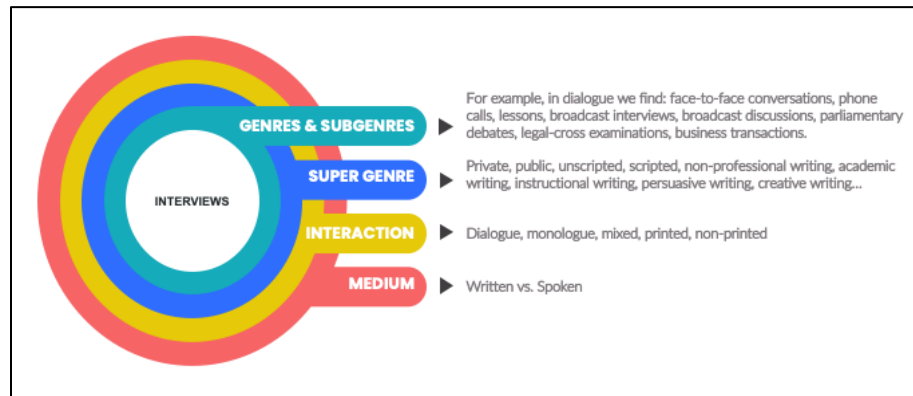 For example, in dialogue we find: face-to-face conversations, phone
calls, lessons, broadcast interviews, broadcast discussions, parliamentary
debates, legal-cross examinations, business transactions.
GENRES & SUBGENRES
Private, public, unscripted, scripted, non-professional writing, academic
writing, instructional writing, persuasive writing, creative writing...
SUPER GENRE
INTERVIEWS
INTERACTION
Dialogue, monologue, mixed, printed, non-printed
MEDIUM
Written vs. Spoken